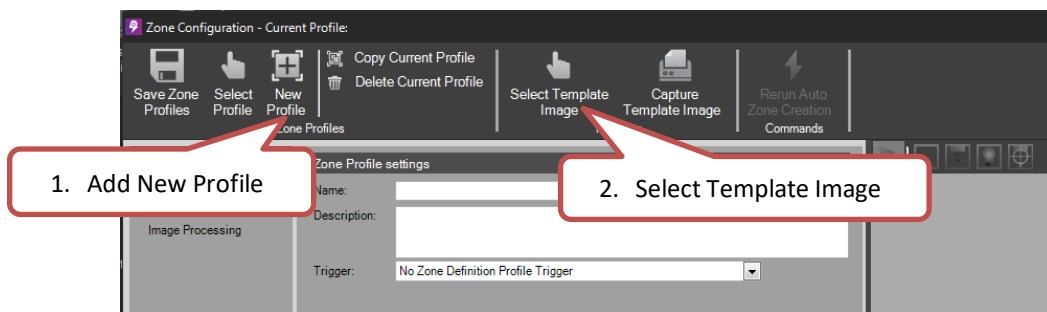 Zone Configuration - Current Profile:
Save Zone Profiles
Select Profile
New Profile
Copy Current Profile
Delete Current Profile
Select Template Image
Capture Template Image
Rerun Auto Zone Creation
Zone Profiles
Commands
1. Add New Profile
Zone Profile settings
2. Select Template Image
Name:
Description:
Image Processing
Trigger:
No Zone Definition Profile Trigger